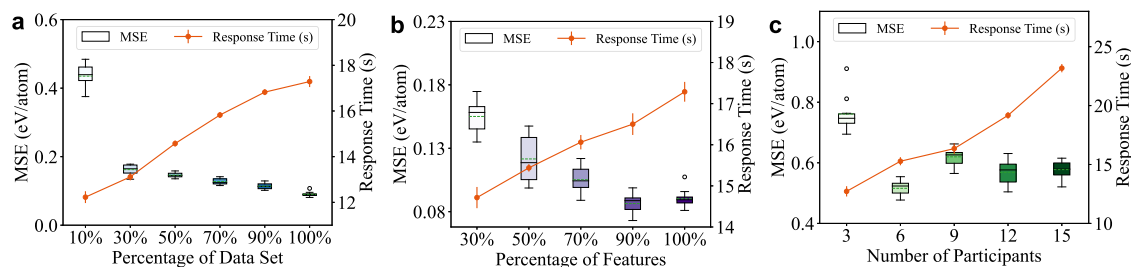 a
MSE
Response Time (s)
0.6
0.4
0.2
0.0
MSE (eV/atom)
20
18
16
14
12
Response Time (s)
10% 30% 50% 70% 90% 100%
Percentage of Data Set
b
MSE
Response Time (s)
0.23
0.18
0.13
0.08
MSE (eV/atom)
19
18
17
16
15
14
Response Time (s)
30% 50% 70% 90% 100%
Percentage of Features
c
MSE
Response Time (s)
1.0
0.8
0.6
0.4
MSE (eV/atom)
25
20
15
10
Response Time (s)
3 6 9 12 15
Number of Participants